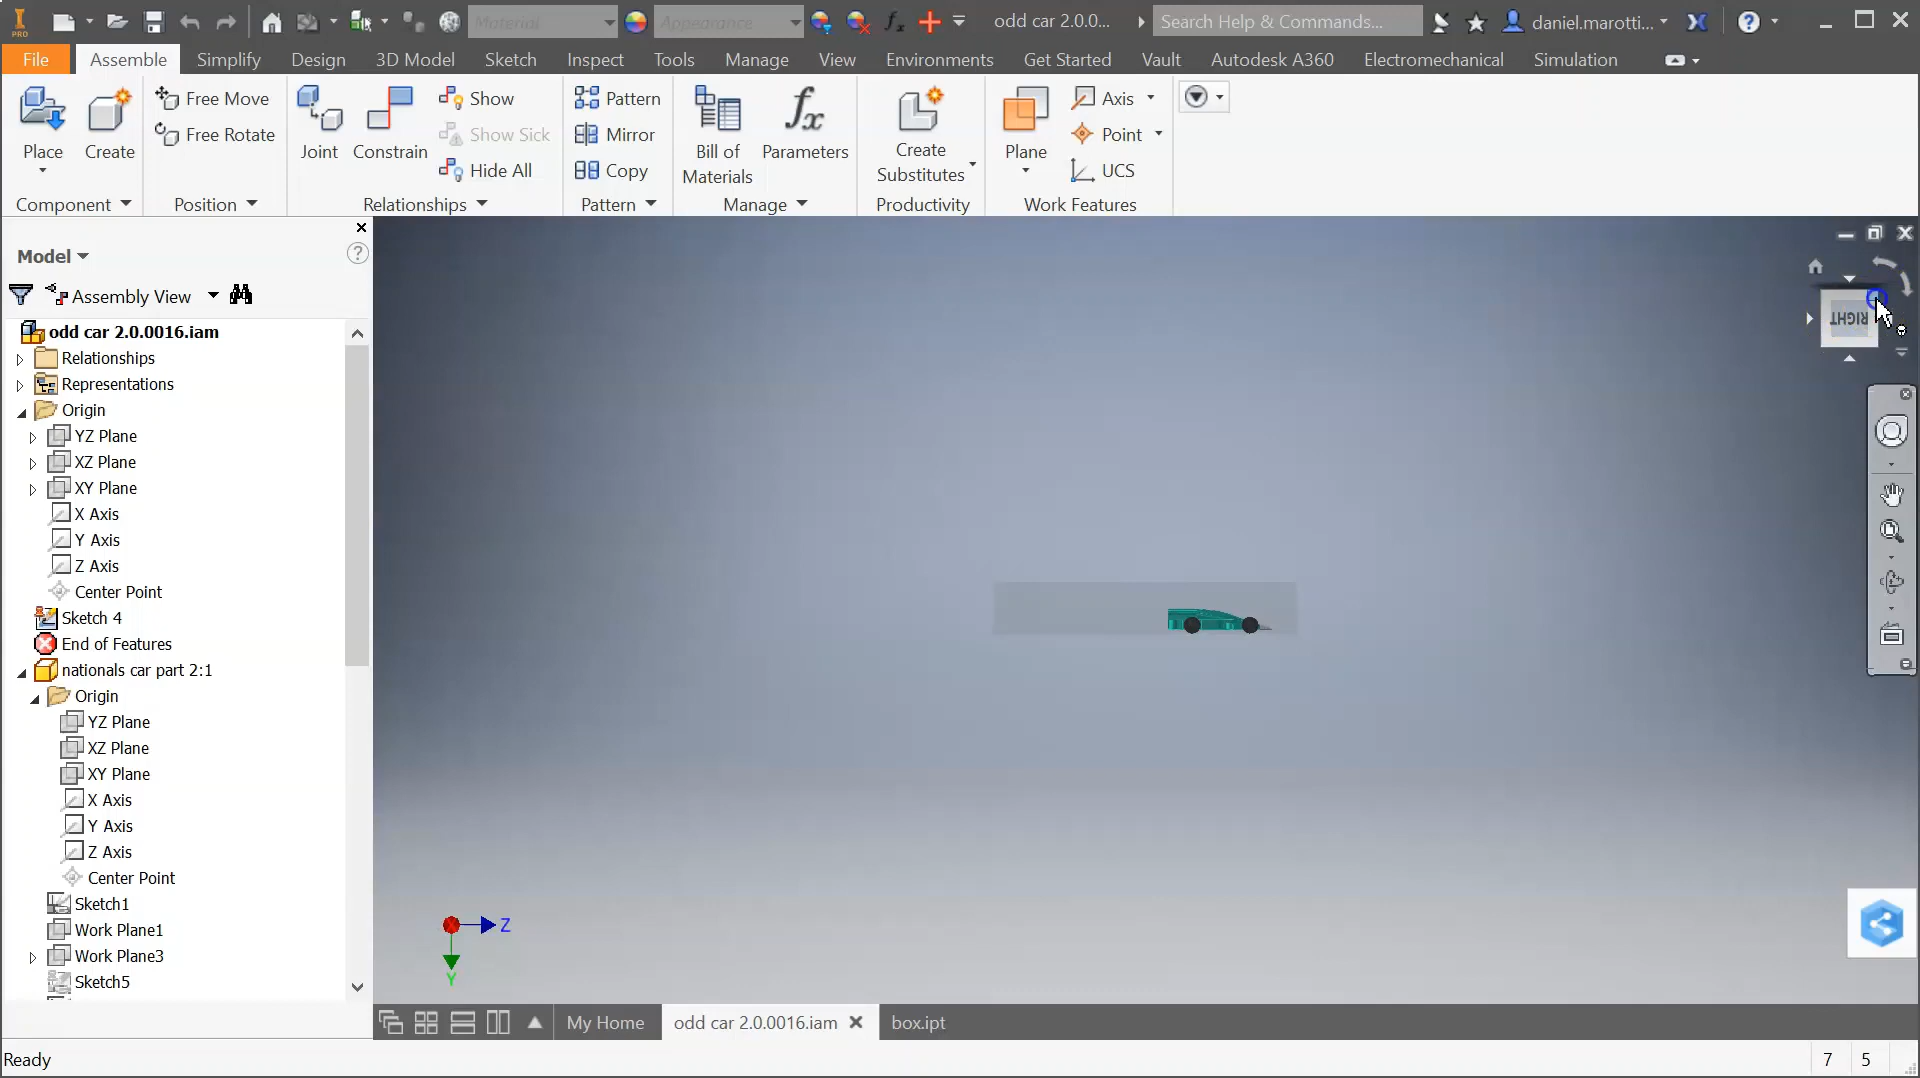 PRO
Material
Appearance
odd car 2.0.0...
Search Help & Commands...
daniel.marotti...
File
Assemble
Simplify
Design
3D Model
Sketch
Inspect
Tools
Manage
View
Environments
Get Started
Vault
Autodesk A360
Electromechanical
Simulation
Place
Create
Free Move
Free Rotate
Joint
Constrain
Show
Show Sick
Hide All
Pattern
Mirror
Copy
Bill of
Materials
fx
Parameters
Create
Substitutes
Plane
Axis
Point
UCS
Component
Position
Relationships
Pattern
Manage
Productivity
Work Features
Model
Assembly View
odd car 2.0.0016.iam
Relationships
Representations
Origin
YZ Plane
XZ Plane
XY Plane
X Axis
Y Axis
Z Axis
Center Point
Sketch 4
End of Features
nationals car part 2:1
Origin
YZ Plane
XZ Plane
XY Plane
X Axis
Y Axis
Z Axis
Center Point
Sketch1
Work Plane1
Work Plane3
Sketch5
RIGHT
Z
Y
My Home
odd car 2.0.0016.iam
box.ipt
Ready
7
5